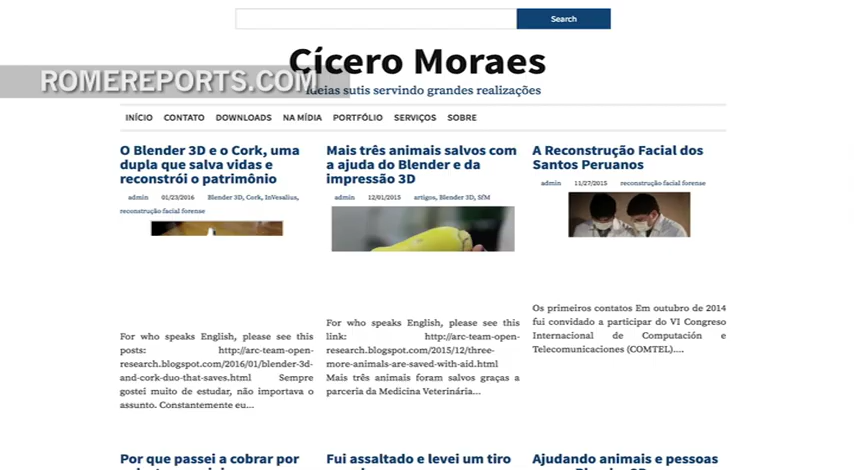 Search
Cícero Moraes
ROMEREPORTS.COM
Ideias sutis servindo grandes realizações
INÍCIO CONTATO DOWNLOADS NA MÍDIA PORTFÓLIO SERVIÇOS SOBRE
O Blender 3D e o Cork, uma
dupla que salva vidas e
reconstrói o patrimônio
admin 01/23/2016 Blender 3D, Cork, InVesalius,
reconstrução facial forense
For who speaks English, please see this
posts: http://arc-team-open-
research.blogspot.com/2016/01/blender-3d-
and-cork-duo-that-saves.html Sempre
gostei muito de estudar, não importava o
assunto. Constantemente eu...
Mais três animais salvos com
a ajuda do Blender e da
impressão 3D
admin 12/01/2015 artigos, Blender 3D, SfM
For who speaks English, please see this
link: http://arc-team-open-
research.blogspot.com/2015/12/three-
more-animals-are-saved-with-aid.html
Mais três animais foram salvos graças a
parceria da Medicina Veterinária...
A Reconstrução Facial dos
Santos Peruanos
admin 11/27/2015 reconstrução facial forense
Os primeiros contatos Em outubro de 2014
fui convidado a participar do VI Congreso
Internacional de Computación y
Telecomunicaciones (COMTEL)....
Por que passei a cobrar por
Fui assaltado e levei um tiro
Ajudando animais e pessoas